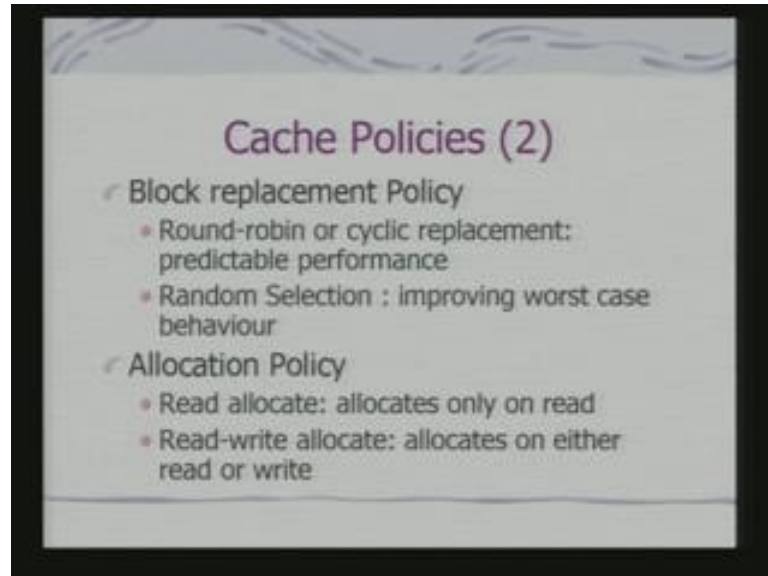 Cache Policies (2)
Block replacement Policy
Round-robin or cyclic replacement:
predictable performance
Random Selection : improving worst case
behaviour
Allocation Policy
Read allocate: allocates only on read
Read-write allocate: allocates on either
read or write